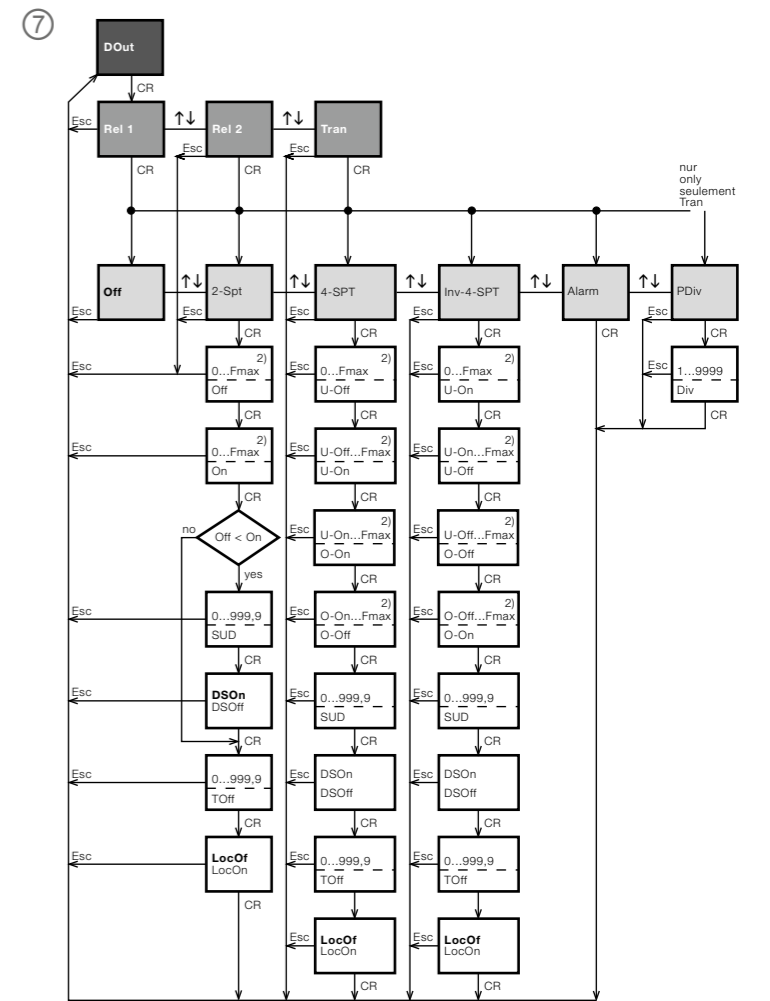 7
DOut
CR
Esc Rel 1 ↑↓ Rel 2 ↑↓ Tran
Esc Esc
CR CR CR
nur
only
seulement
Tran
Off ↑↓ 2-Spt ↑↓ 4-SPT ↑↓ Inv-4-SPT ↑↓ Alarm ↑↓ PDiv
Esc Esc Esc Esc Esc
CR CR CR CR CR
2) 2) 2)
Esc 0...Fmax Esc 0...Fmax Esc 0...Fmax Esc 1...9999
Off U-Off U-On Div
CR CR CR CR
2) 2) 2)
Esc 0...Fmax Esc U-Off...Fmax Esc U-On...Fmax
On U-On U-Off
CR CR CR
2) 2)
no Off < On Esc U-On...Fmax Esc U-Off...Fmax
O-On O-Off
yes CR CR
2) 2)
Esc 0...999,9 Esc O-On...Fmax Esc O-Off...Fmax
SUD O-Off O-On
CR CR CR
Esc DSOn Esc 0...999,9 Esc 0...999,9
DSOff SUD SUD
CR CR CR
Esc 0...999,9 Esc DSOn Esc DSOn
TOff DSOff DSOff
CR CR CR
Esc LocOf Esc 0...999,9 Esc 0...999,9
LocOn TOff TOff
CR
Esc LocOf Esc LocOf
LocOn LocOn
CR CR